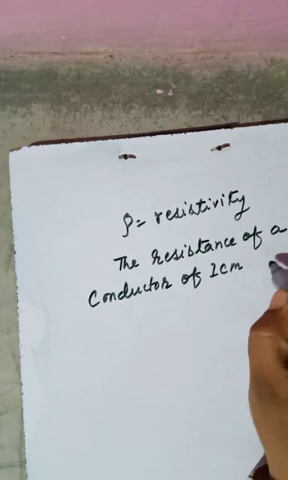 ρ = resistivity
The resistance of a
Conductor of 1cm